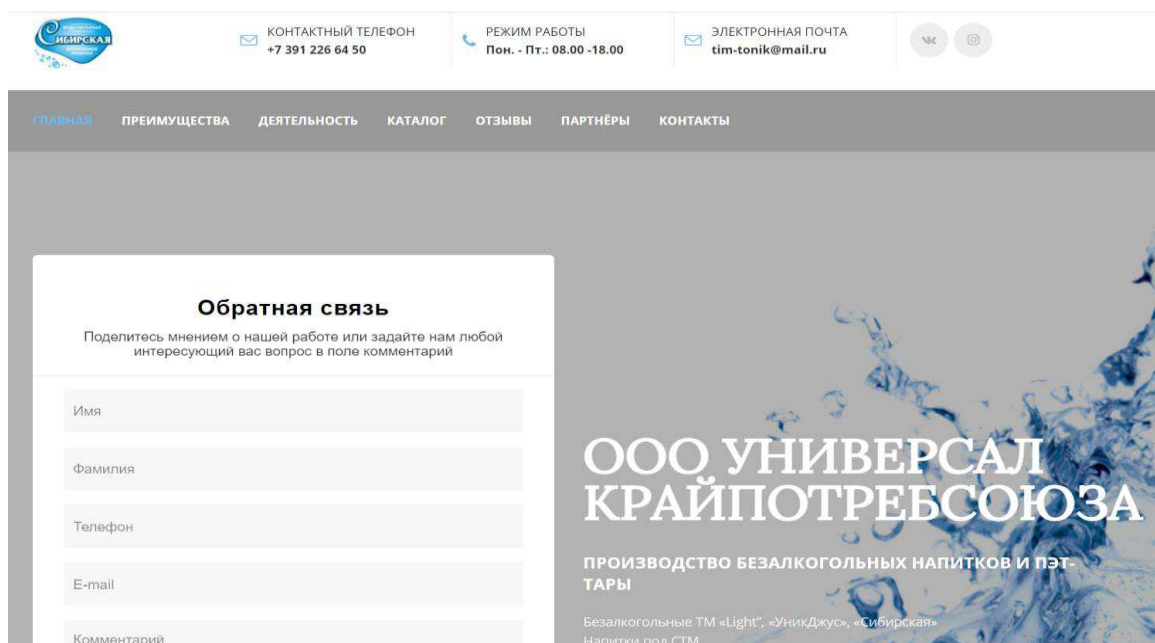 СИБИРСКАЯ
КОНТАКТНЫЙ ТЕЛЕФОН
+7 391 226 64 50
РЕЖИМ РАБОТЫ
Пон. - Пт.: 08.00 -18.00
ЭЛЕКТРОННАЯ ПОЧТА
tim-tonik@mail.ru
ГЛАВНАЯ ПРЕИМУЩЕСТВА ДЕЯТЕЛЬНОСТЬ КАТАЛОГ ОТЗЫВЫ ПАРТНЁРЫ КОНТАКТЫ
Обратная связь
Поделитесь мнением о нашей работе или задайте нам любой
интересующий вас вопрос в поле комментарий
Имя
Фамилия
Телефон
E-mail
Комментарий
ООО УНИВЕРСАЛ
КРАЙПОТРЕБСОЮЗА
ПРОИЗВОДСТВО БЕЗАЛКОГОЛЬНЫХ НАПИТКОВ И ПЭТ-
ТАРЫ
Безалкогольные ТМ «Light", «УникДжус», «Сибирская»
Напитки под СТМ